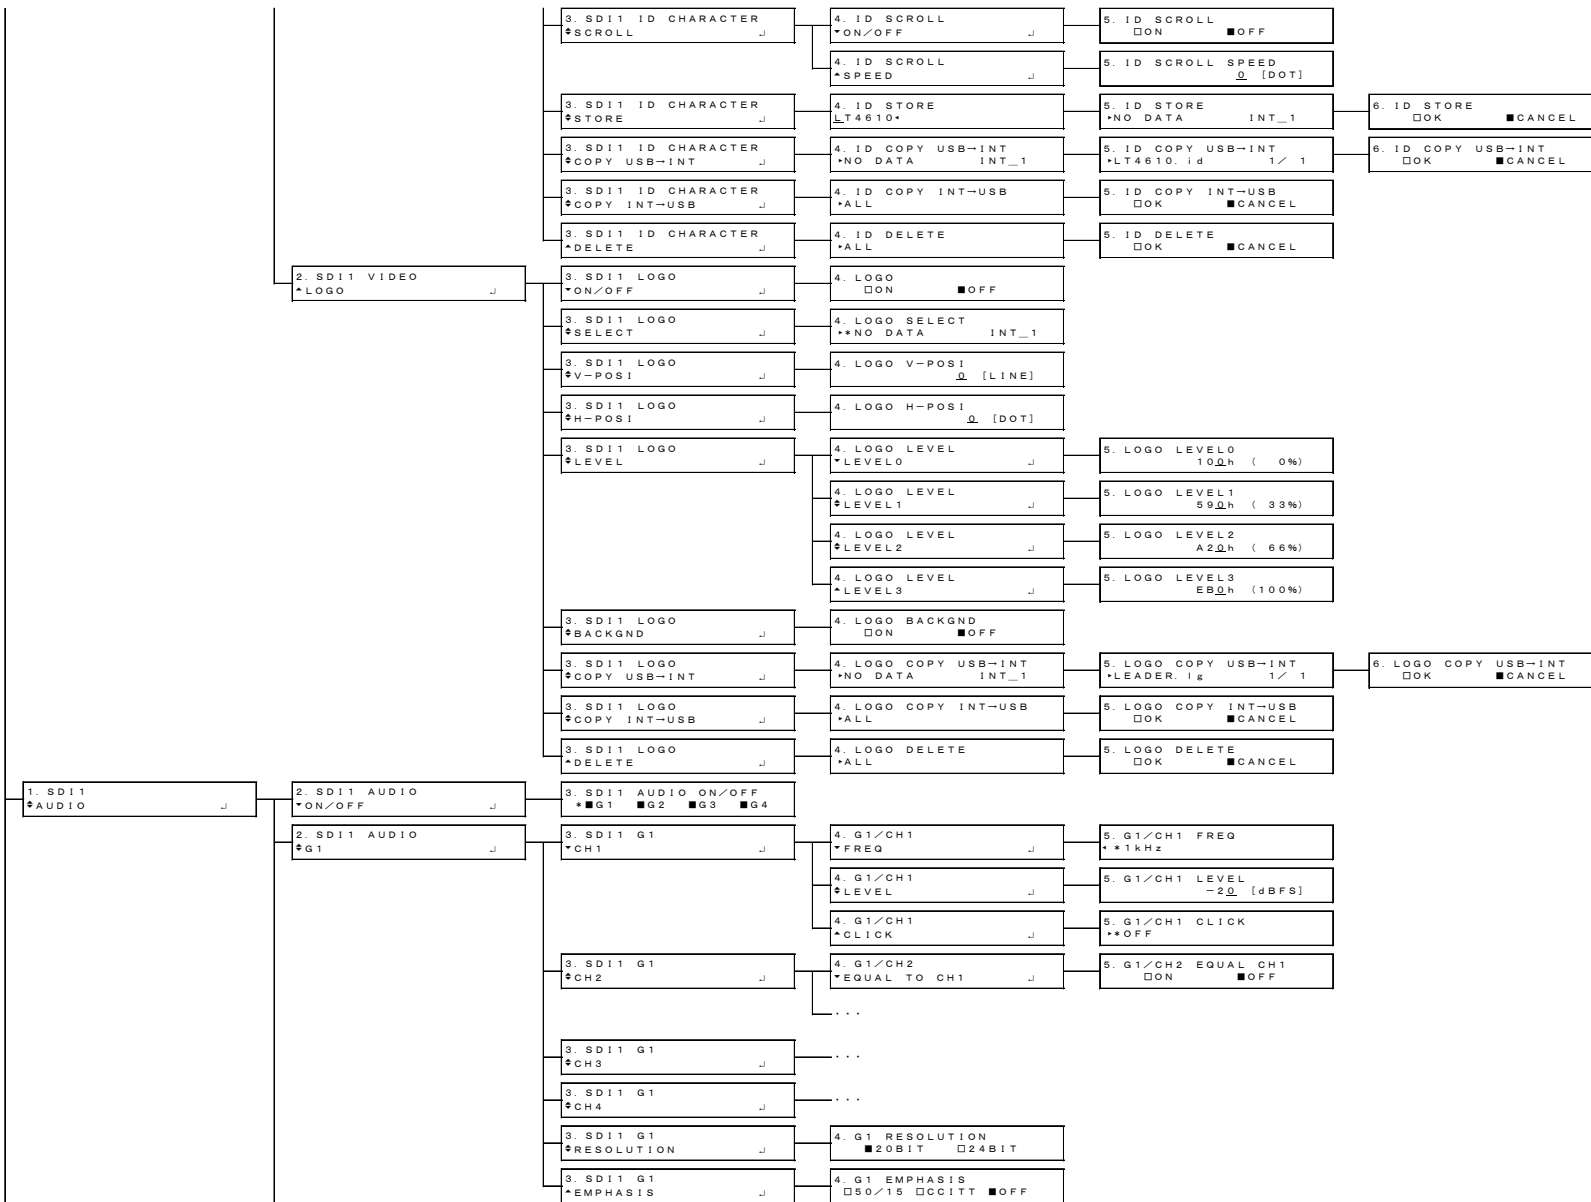 3. SDI1 ID CHARACTER
♦SCROLL ↵
4. ID SCROLL
▾ON/OFF ↵
5. ID SCROLL
□ON ■OFF
4. ID SCROLL
▴SPEED ↵
5. ID SCROLL SPEED
0 [DOT]
3. SDI1 ID CHARACTER
♦STORE ↵
4. ID STORE
LT4610◂
5. ID STORE
▸NO DATA INT_1
6. ID STORE
□OK ■CANCEL
3. SDI1 ID CHARACTER
♦COPY USB→INT ↵
4. ID COPY USB→INT
▸NO DATA INT_1
5. ID COPY USB→INT
▸LT4610.id 1/ 1
6. ID COPY USB→INT
□OK ■CANCEL
3. SDI1 ID CHARACTER
♦COPY INT→USB ↵
4. ID COPY INT→USB
▸ALL
5. ID COPY INT→USB
□OK ■CANCEL
3. SDI1 ID CHARACTER
▴DELETE ↵
4. ID DELETE
▸ALL
5. ID DELETE
□OK ■CANCEL
2. SDI1 VIDEO
▴LOGO ↵
3. SDI1 LOGO
▾ON/OFF ↵
4. LOGO
□ON ■OFF
3. SDI1 LOGO
♦SELECT ↵
4. LOGO SELECT
▸*NO DATA INT_1
3. SDI1 LOGO
♦V-POSI ↵
4. LOGO V-POSI
0 [LINE]
3. SDI1 LOGO
♦H-POSI ↵
4. LOGO H-POSI
0 [DOT]
3. SDI1 LOGO
♦LEVEL ↵
4. LOGO LEVEL
▾LEVEL0 ↵
5. LOGO LEVEL0
100h ( 0%)
4. LOGO LEVEL
♦LEVEL1 ↵
5. LOGO LEVEL1
590h ( 33%)
4. LOGO LEVEL
♦LEVEL2 ↵
5. LOGO LEVEL2
A20h ( 66%)
4. LOGO LEVEL
▴LEVEL3 ↵
5. LOGO LEVEL3
EB0h (100%)
3. SDI1 LOGO
♦BACKGND ↵
4. LOGO BACKGND
□ON ■OFF
3. SDI1 LOGO
♦COPY USB→INT ↵
4. LOGO COPY USB→INT
▸NO DATA INT_1
5. LOGO COPY USB→INT
▸LEADER.lg 1/ 1
6. LOGO COPY USB→INT
□OK ■CANCEL
3. SDI1 LOGO
♦COPY INT→USB ↵
4. LOGO COPY INT→USB
▸ALL
5. LOGO COPY INT→USB
□OK ■CANCEL
3. SDI1 LOGO
▴DELETE ↵
4. LOGO DELETE
▸ALL
5. LOGO DELETE
□OK ■CANCEL
1. SDI1
♦AUDIO ↵
2. SDI1 AUDIO
▾ON/OFF ↵
3. SDI1 AUDIO ON/OFF
*■G1 ■G2 ■G3 ■G4
2. SDI1 AUDIO
♦G1 ↵
3. SDI1 G1
▾CH1 ↵
4. G1/CH1
▾FREQ ↵
5. G1/CH1 FREQ
◂ *1kHz
4. G1/CH1
♦LEVEL ↵
5. G1/CH1 LEVEL
-20 [dBFS]
4. G1/CH1
▴CLICK ↵
5. G1/CH1 CLICK
▸*OFF
3. SDI1 G1
♦CH2 ↵
4. G1/CH2
▾EQUAL TO CH1 ↵
5. G1/CH2 EQUAL CH1
□ON ■OFF
...
3. SDI1 G1
♦CH3 ↵
...
3. SDI1 G1
♦CH4 ↵
...
3. SDI1 G1
♦RESOLUTION ↵
4. G1 RESOLUTION
■20BIT □24BIT
3. SDI1 G1
▴EMPHASIS ↵
4. G1 EMPHASIS
□50/15 □CCITT ■OFF